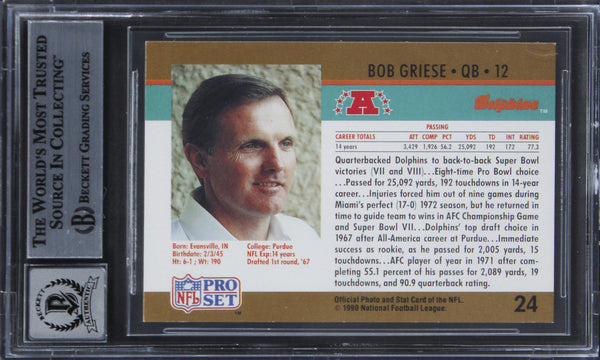 THE WORLD'S MOST TRUSTED
SOURCE IN COLLECTING™
BECKETT GRADING SERVICES
B
BECKETT
AUTHENTIC
BOB GRIESE • QB • 12
A
Dolphins™
PASSING
CAREER TOTALS ATT COMP PCT YDS TD INT RATING
14 years 3,429 1,926 56.2 25,092 192 172 77.3
Quarterbacked Dolphins to back-to-back Super Bowl
victories (VII and VIII)...Eight-time Pro Bowl choice
...Passed for 25,092 yards, 192 touchdowns in 14-year
career...Injuries forced him out of nine games during
Miami's perfect (17-0) 1972 season, but he returned in
time to guide team to wins in AFC Championship Game
and Super Bowl VII...Dolphins' top draft choice in
1967 after All-America career at Purdue...Immediate
success as rookie, as he passed for 2,005 yards, 15
touchdowns...AFC player of year in 1971 after
completing 55.1 percent of his passes for 2,089 yards, 19
touchdowns, and 90.9 quarterback rating.
Born: Evansville, IN
Birthdate: 2/3/45
Ht: 6-1; Wt: 190
College: Purdue
NFL Exp: 14 years
Drafted 1st round, '67
NFL
PRO
SET
™
Official Photo and Stat Card of the NFL.
© 1990 National Football League.
24